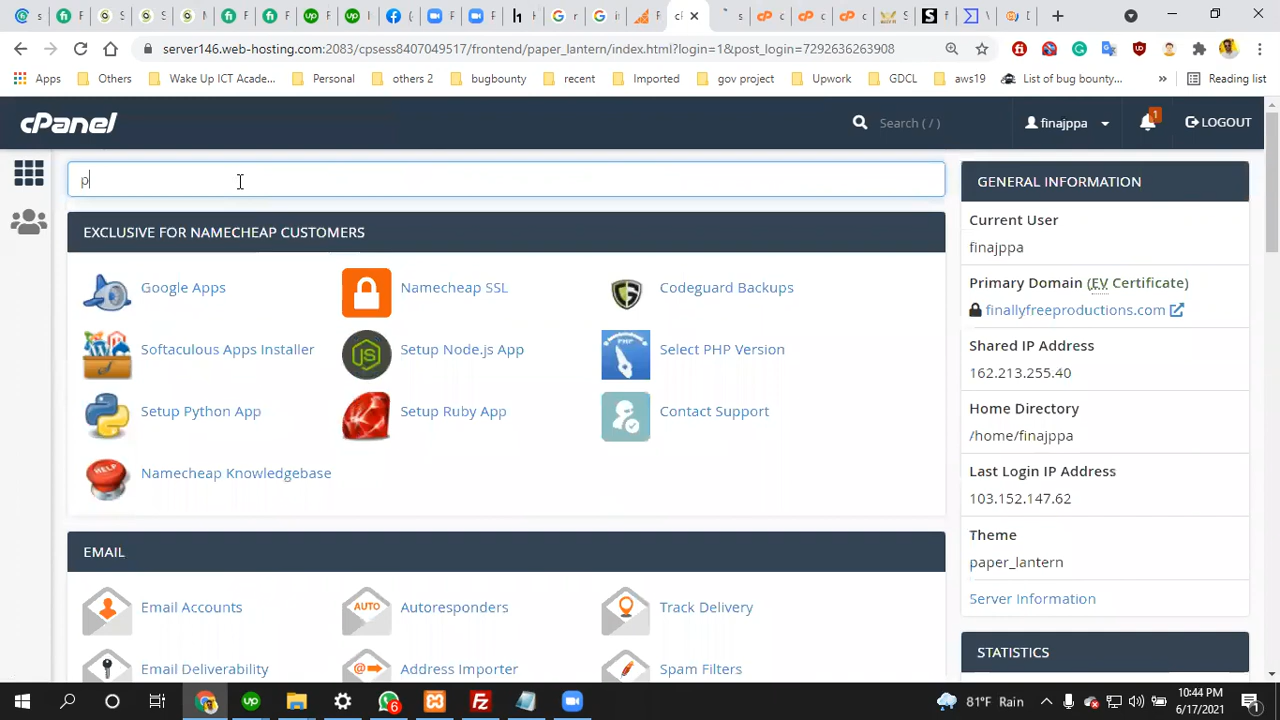 server146.web-hosting.com:2083/cpsess8407049517/frontend/paper_lantern/index.html?login=1&post_login=7292636263908
Apps Others Wake Up ICT Acade... Personal others 2 bugbounty recent Imported gov project Upwork GDCL aws19 List of bug bounty... » Reading list
cPanel Search ( / ) finajppa 1 LOGOUT
p
EXCLUSIVE FOR NAMECHEAP CUSTOMERS
Google Apps Namecheap SSL Codeguard Backups
Softaculous Apps Installer Setup Node.js App Select PHP Version
Setup Python App Setup Ruby App Contact Support
Namecheap Knowledgebase
EMAIL
Email Accounts AUTO Autoresponders Track Delivery
Email Deliverability Address Importer Spam Filters
GENERAL INFORMATION
Current User
finajppa
Primary Domain (EV Certificate)
finallyfreeproductions.com
Shared IP Address
162.213.255.40
Home Directory
/home/finajppa
Last Login IP Address
103.152.147.62
Theme
paper_lantern
Server Information
STATISTICS
81°F Rain 10:44 PM
6/17/2021